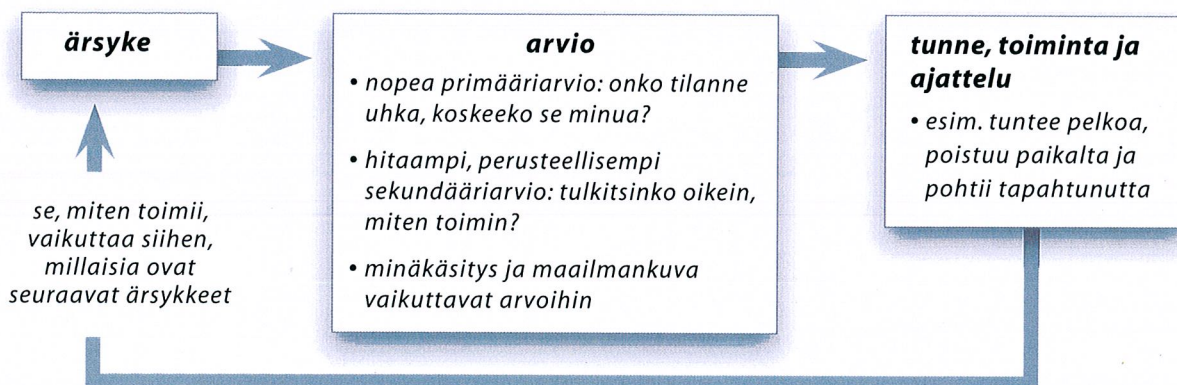 ärsyke
arvio
• nopea primääriarvio: onko tilanne
uhka, koskeeko se minua?
• hitaampi, perusteellisempi
sekundääriarvio: tulkitsinko oikein,
miten toimin?
• minäkäsitys ja maailmankuva
vaikuttavat arvoihin
tunne, toiminta ja
ajattelu
• esim. tuntee pelkoa,
poistuu paikalta ja
pohtii tapahtunutta
se, miten toimii,
vaikuttaa siihen,
millaisia ovat
seuraavat ärsykkeet